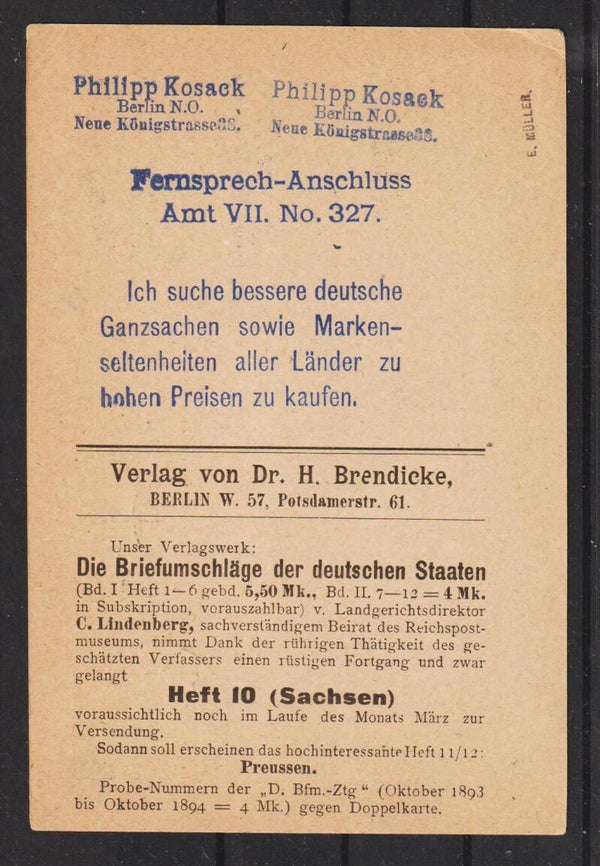 Philipp Kosack
Berlin N.O.
Neue Königstrasse 38.
Philipp Kosack
Berlin N.O.
Neue Königstrasse 38.
E. MÜLLER.
Fernsprech-Anschluss
Amt VII. No. 327.
Ich suche bessere deutsche
Ganzsachen sowie Marken-
seltenheiten aller Länder zu
hohen Preisen zu kaufen.
Verlag von Dr. H. Brendicke,
BERLIN W. 57, Potsdamerstr. 61.
Unser Verlagswerk:
Die Briefumschläge der deutschen Staaten
(Bd. I Heft 1—6 gebd. 5,50 Mk., Bd. II. 7—12 = 4 Mk.
in Subskription, vorauszahlbar) v. Landgerichtsdirektor
C. Lindenberg, sachverständigem Beirat des Reichspost-
museums, nimmt Dank der rührigen Thätigkeit des ge-
schätzten Verfassers einen rüstigen Fortgang und zwar
gelangt
Heft 10 (Sachsen)
voraussichtlich noch im Laufe des Monats März zur
Versendung.
Sodann soll erscheinen das hochinteressante Heft 11/12:
Preussen.
Probe-Nummern der „D. Bfm.-Ztg“ (Oktober 1893
bis Oktober 1894 = 4 Mk.) gegen Doppelkarte.